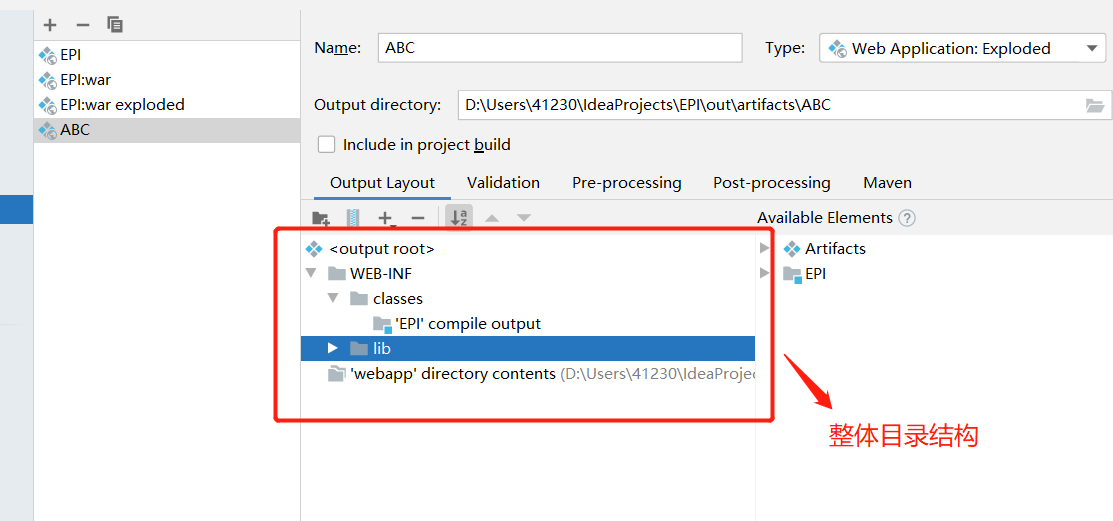 EPI
EPI:war
EPI:war exploded
ABC
Name: ABC Type: Web Application: Exploded
Output directory: D:\Users\41230\IdeaProjects\EPI\out\artifacts\ABC
Include in project build
Output Layout Validation Pre-processing Post-processing Maven
Available Elements ?
<output root>
WEB-INF
classes
'EPI' compile output
lib
'webapp' directory contents (D:\Users\41230\IdeaProje
Artifacts
EPI
整体目录结构